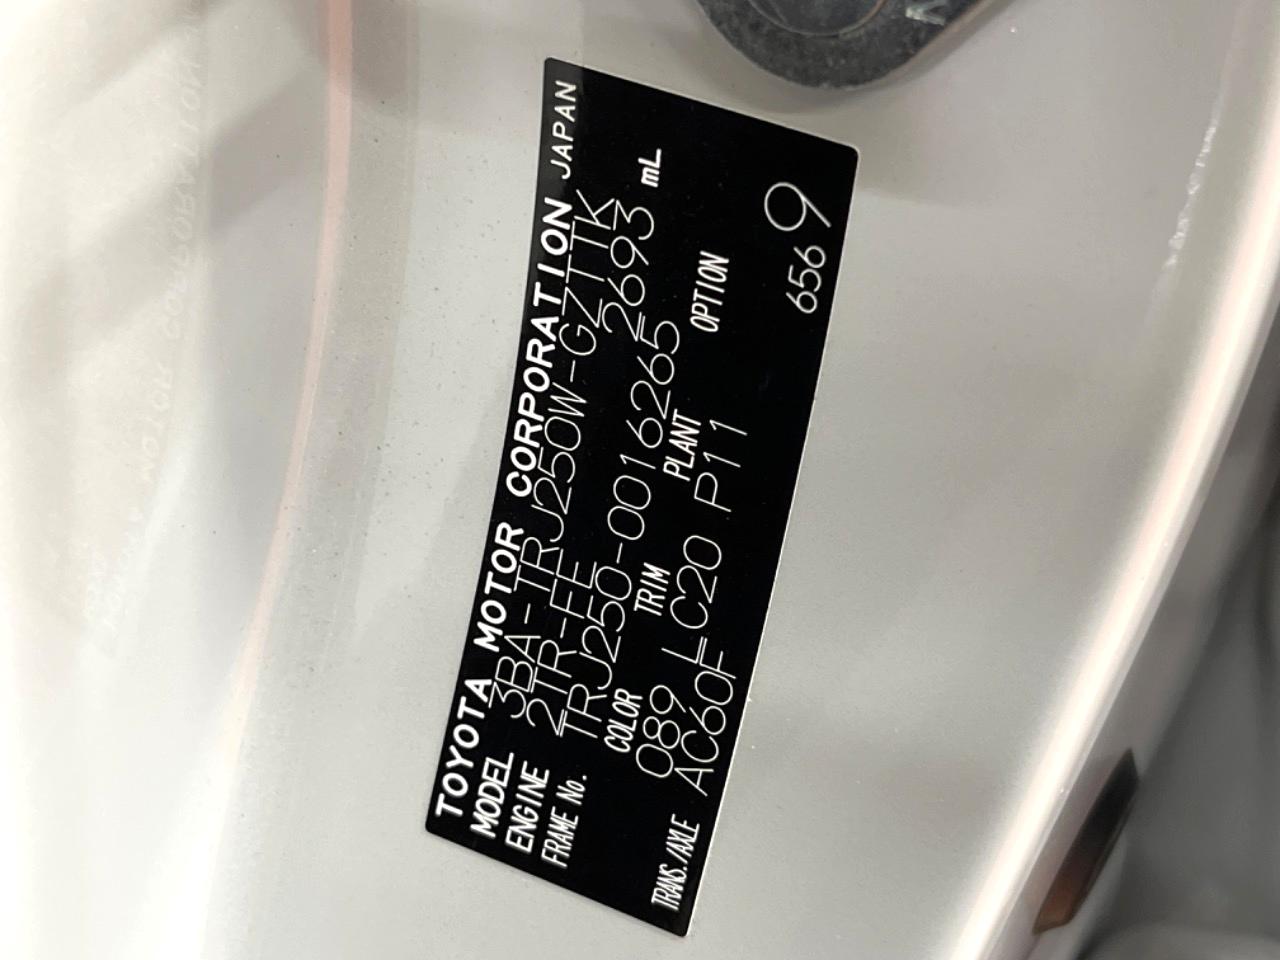 TOYOTA MOTOR CORPORATION JAPAN
MODEL 3BA-TRJ250W-GZTTK
ENGINE 2TR-FE 2693 mL
FRAME No. TRJ250-0016265
COLOR TRIM PLANT OPTION
089 LC20 P11
TRANS./AXLE AC60F
656 9